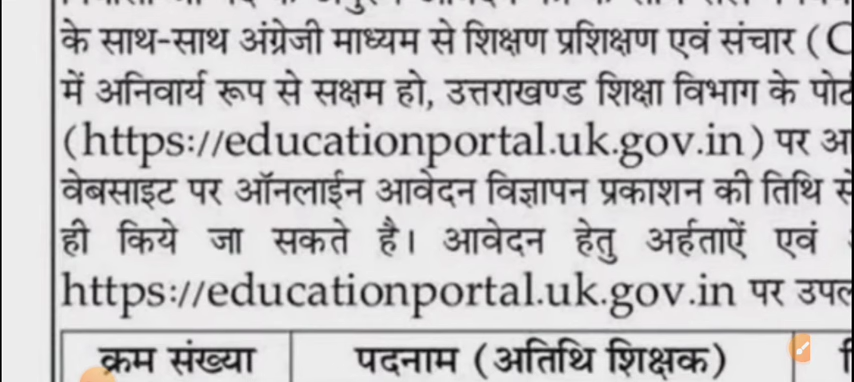 के साथ-साथ अंग्रेजी माध्यम से शिक्षण प्रशिक्षण एवं संचार (C
में अनिवार्य रूप से सक्षम हो, उत्तराखण्ड शिक्षा विभाग के
(https://educationportal.uk.gov.in) पर
वेबसाइट पर ऑनलाईन आवेदन विज्ञापन प्रकाशन की तिथि से
ही किये जा सकते है। आवेदन हेतु अर्हताऐं एवं
https://educationportal.uk.gov.in पर
क्रम संख्या पदनाम (अतिथि शिक्षक)